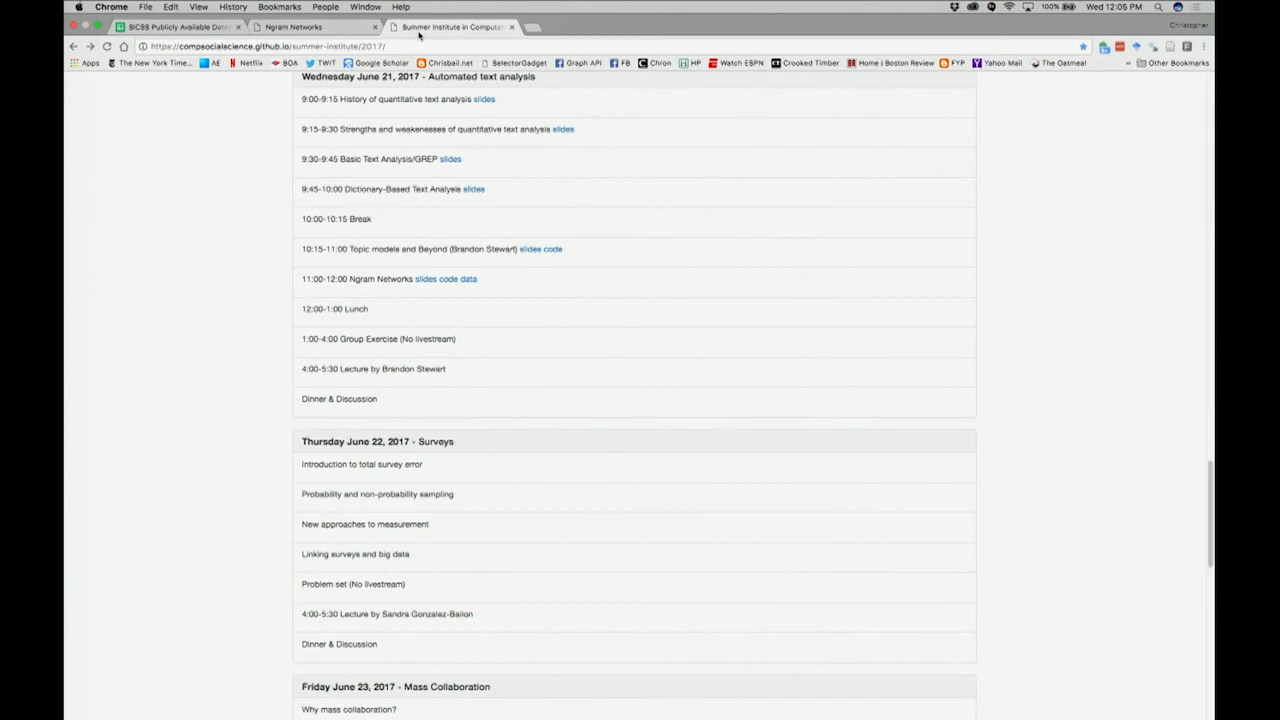 Chrome File Edit View History Bookmarks People Window Help 100% Wed 12:05 PM
SICSS Publicly Available Data Ngram Networks Summer Institute in Computat Christopher
https://compsocialscience.github.io/summer-institute/2017/
Apps The New York Time... AE Netflix BOA TWIT Google Scholar Chrisbail.net SelectorGadget Graph API FB Chron HP Watch ESPN Crooked Timber Home | Boston Review FYP Yahoo Mail The Oatmeal » Other Bookmarks
Wednesday June 21, 2017 - Automated text analysis
9:00-9:15 History of quantitative text analysis slides
9:15-9:30 Strengths and weakenesses of quantitative text analysis slides
9:30-9:45 Basic Text Analysis/GREP slides
9:45-10:00 Dictionary-Based Text Analysis slides
10:00-10:15 Break
10:15-11:00 Topic models and Beyond (Brandon Stewart) slides code
11:00-12:00 Ngram Networks slides code data
12:00-1:00 Lunch
1:00-4:00 Group Exercise (No livestream)
4:00-5:30 Lecture by Brandon Stewart
Dinner & Discussion
Thursday June 22, 2017 - Surveys
Introduction to total survey error
Probability and non-probability sampling
New approaches to measurement
Linking surveys and big data
Problem set (No livestream)
4:00-5:30 Lecture by Sandra Gonzalez-Bailon
Dinner & Discussion
Friday June 23, 2017 - Mass Collaboration
Why mass collaboration?